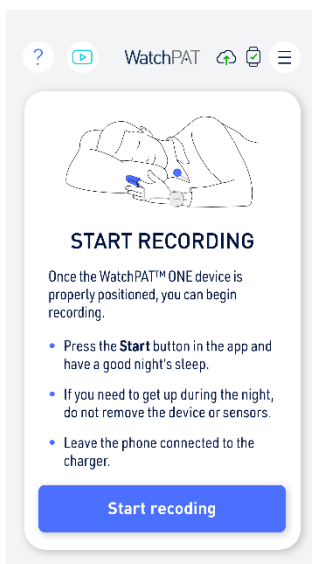 ?
WatchPAT
START RECORDING
Once the WatchPAT™ ONE device is
properly positioned, you can begin
recording.
• Press the Start button in the app and
have a good night's sleep.
• If you need to get up during the night,
do not remove the device or sensors.
• Leave the phone connected to the
charger.
Start recoding